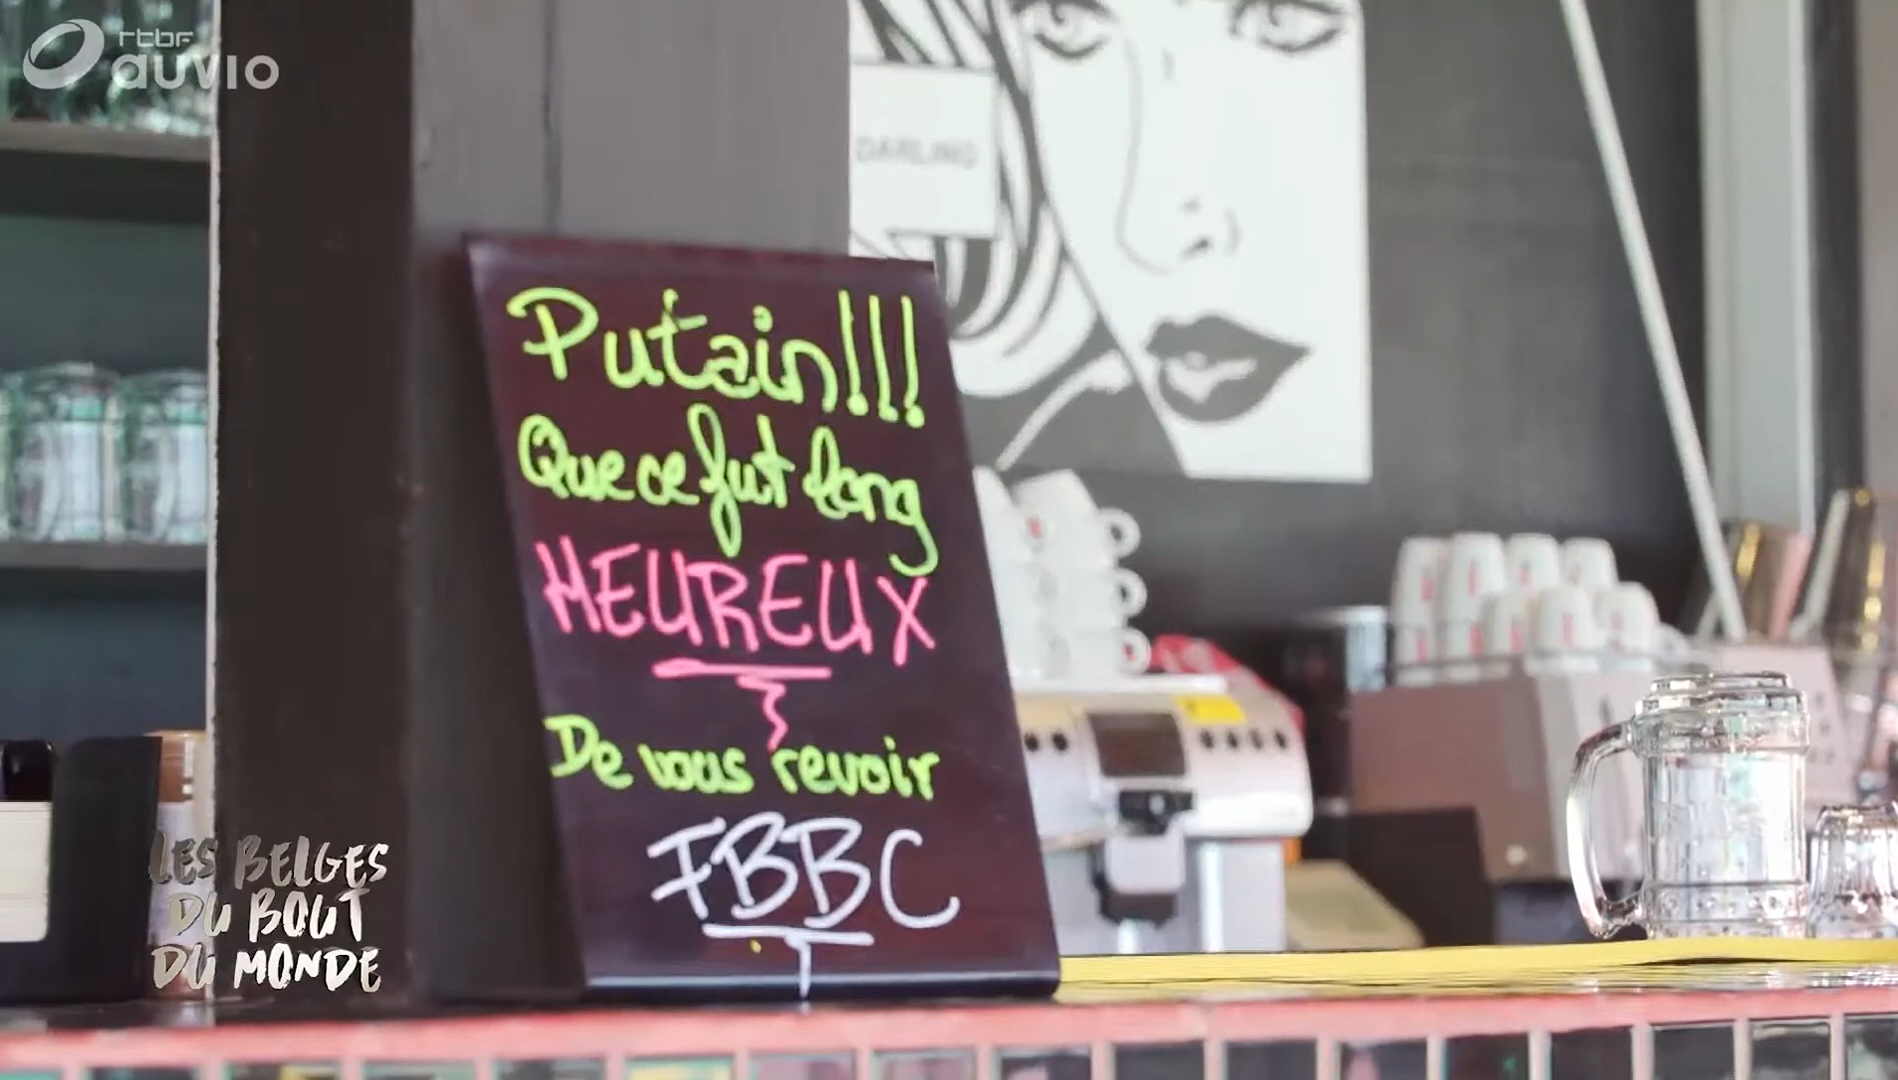 rtbf
auvio
DARLING
Putain!!!
Que ce fut long
HEUREUX
De vous revoir
FBBC
LES BELGES
DU BOUT
DU MONDE